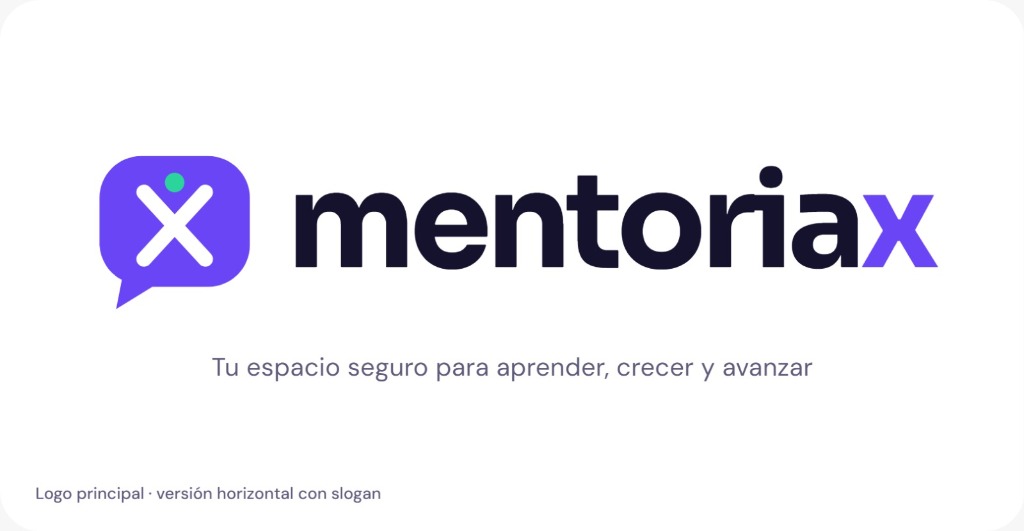 mentoriax
Tu espacio seguro para aprender, crecer y avanzar
Logo principal · versión horizontal con slogan